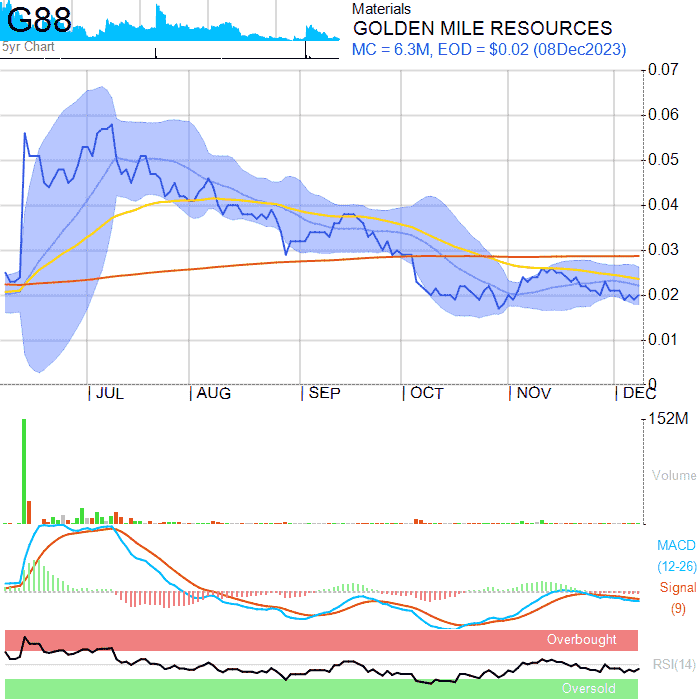 G88
5yr Chart
Materials
GOLDEN MILE RESOURCES
MC = 6.3M, EOD = $0.02 (08Dec2023)
0.07
0.06
0.05
0.04
0.03
0.02
0.01
0
JUL AUG SEP OCT NOV DEC
152M
Volume
MACD
(12-26)
Signal
(9)
Overbought
RSI(14)
Oversold